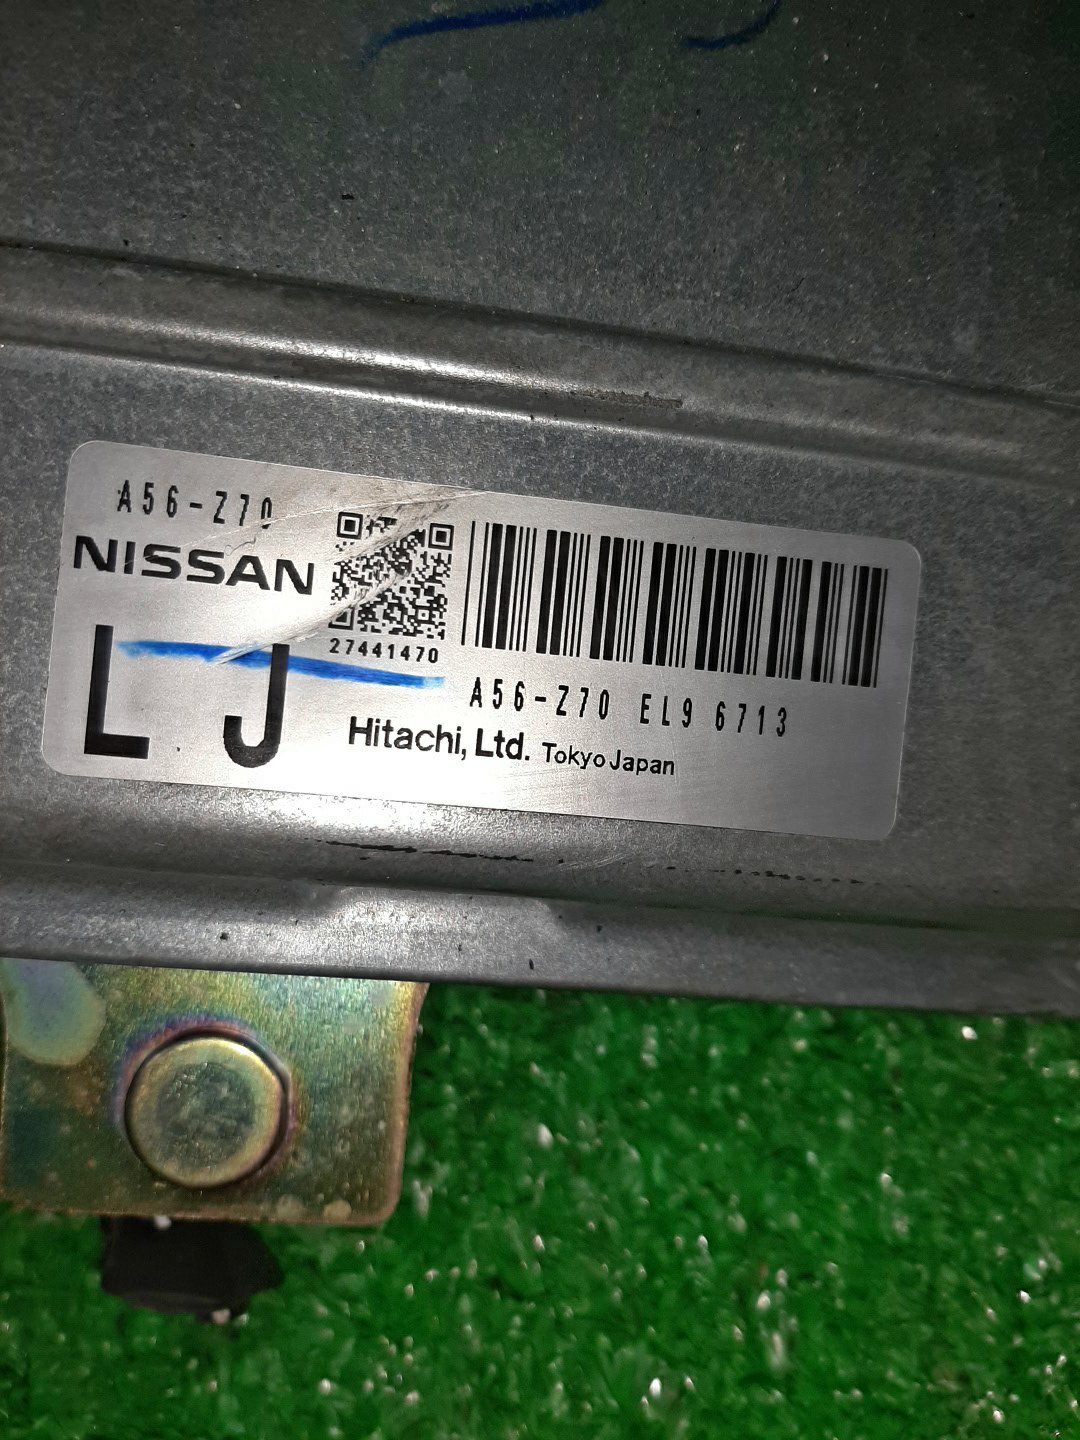 A56-Z70
NISSAN
L J
27441470
A56-Z70 EL9 6713
Hitachi, Ltd. Tokyo Japan